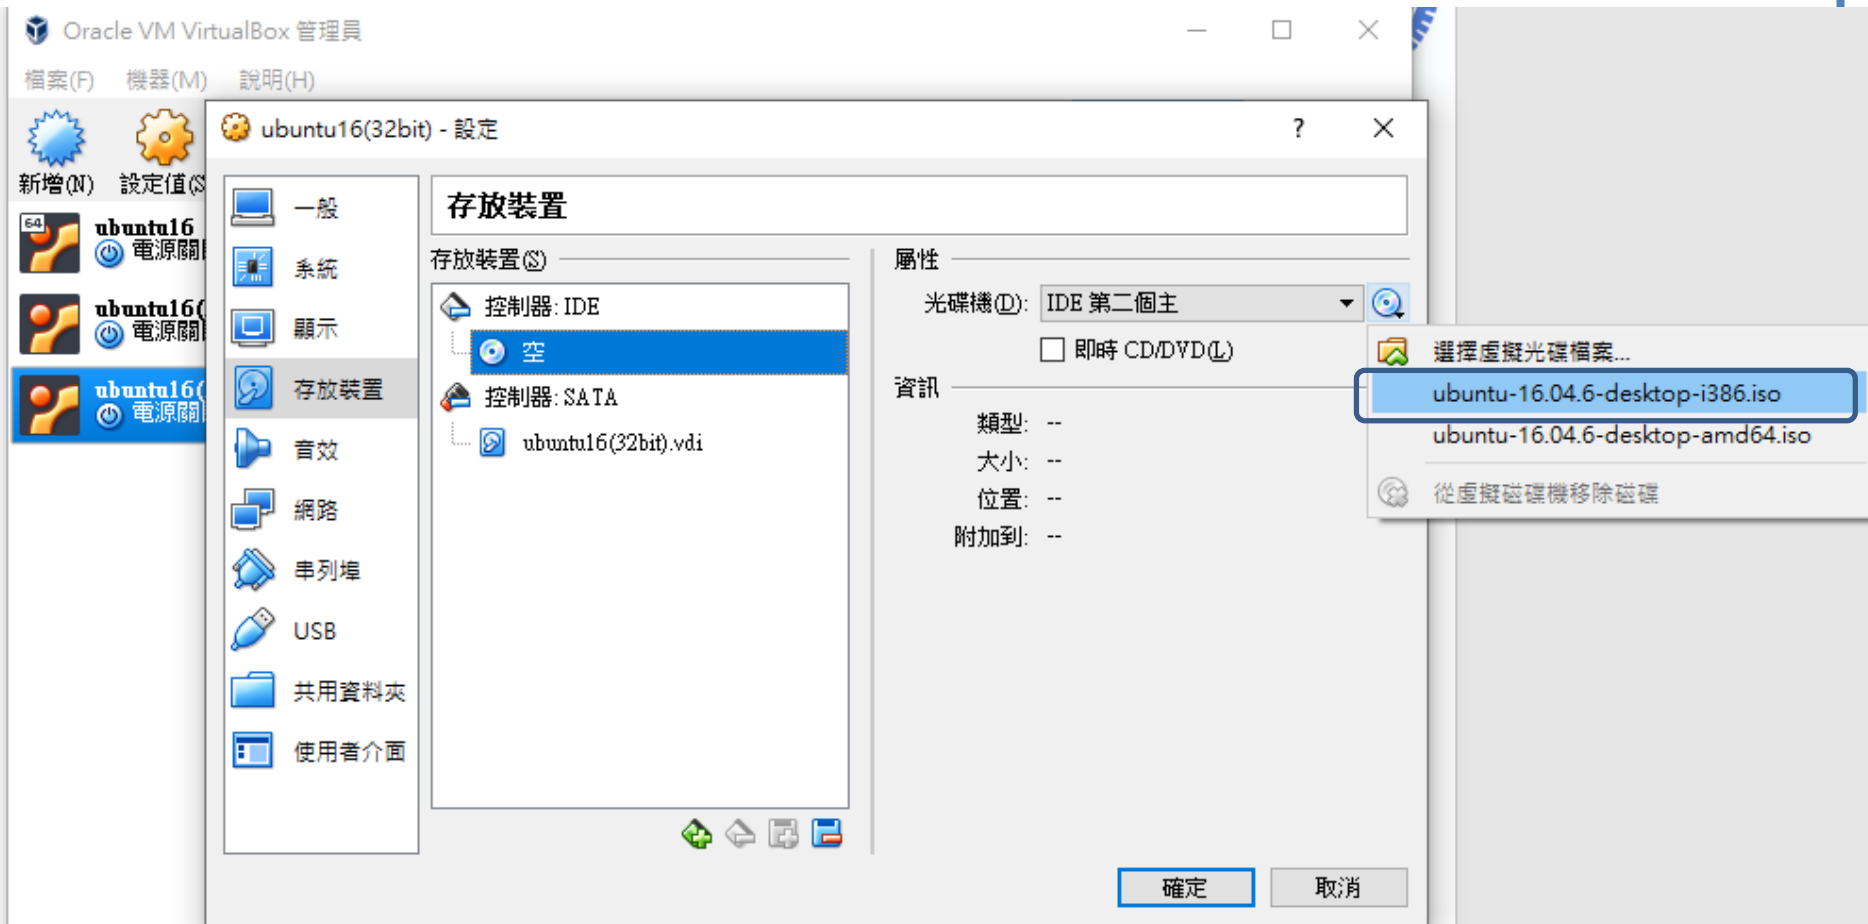 Oracle VM VirtualBox 管理員
檔案(F) 機器(M) 說明(H)
新增(N) 設定值(S
64
ubuntu16
電源關
ubuntu16(
電源關
ubuntu16(
電源關
ubuntu16(32bit) - 設定
?
一般
系統
顯示
存放裝置
音效
網路
串列埠
USB
共用資料夾
使用者介面
存放裝置
存放裝置(S)
控制器: IDE
空
控制器: SATA
ubuntu16(32bit).vdi
屬性
光碟機(D): IDE 第二個主
即時 CD/DVD(L)
資訊
類型: --
大小: --
位置: --
附加到: --
選擇虛擬光碟檔案...
ubuntu-16.04.6-desktop-i386.iso
ubuntu-16.04.6-desktop-amd64.iso
從虛擬磁碟機移除磁碟
確定 取消